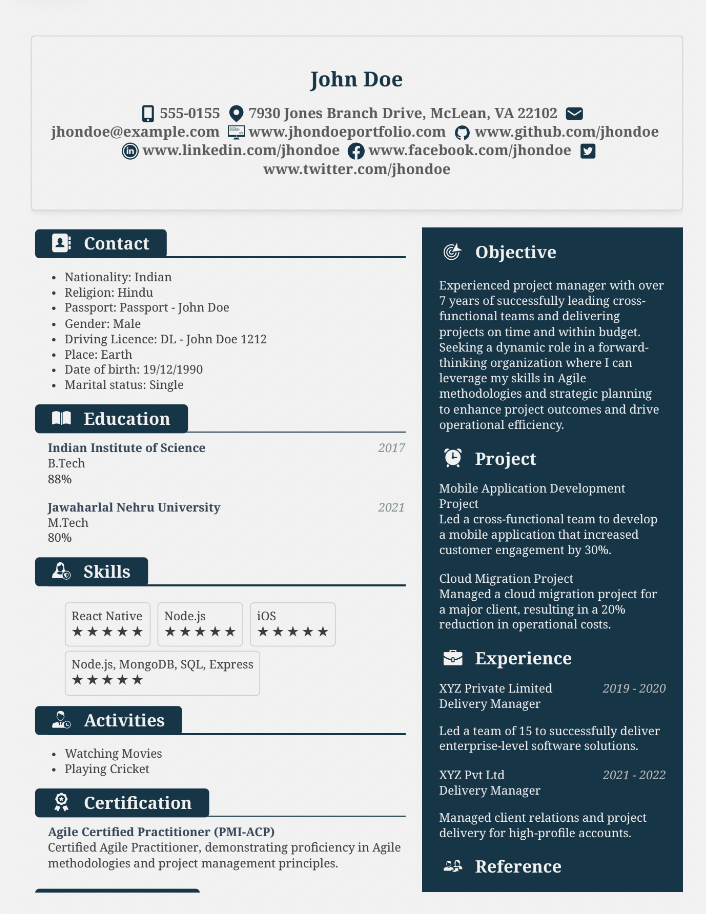 John Doe
555-0155 7930 Jones Branch Drive, McLean, VA 22102
jhondoe@example.com www.jhondoeportfolio.com www.github.com/jhondoe
www.linkedin.com/jhondoe www.facebook.com/jhondoe
www.twitter.com/jhondoe
Contact
Nationality: Indian
Religion: Hindu
Passport: Passport - John Doe
Gender: Male
Driving Licence: DL - John Doe 1212
Place: Earth
Date of birth: 19/12/1990
Marital status: Single
Education
Indian Institute of Science 2017
B.Tech
88%
Jawaharlal Nehru University 2021
M.Tech
80%
Skills
React Native Node.js iOS
★★★★★ ★★★★★ ★★★★★
Node.js, MongoDB, SQL, Express
★★★★★
Activities
Watching Movies
Playing Cricket
Certification
Agile Certified Practitioner (PMI-ACP)
Certified Agile Practitioner, demonstrating proficiency in Agile
methodologies and project management principles.
Objective
Experienced project manager with over
7 years of successfully leading cross-
functional teams and delivering
projects on time and within budget.
Seeking a dynamic role in a forward-
thinking organization where I can
leverage my skills in Agile
methodologies and strategic planning
to enhance project outcomes and drive
operational efficiency.
Project
Mobile Application Development
Project
Led a cross-functional team to develop
a mobile application that increased
customer engagement by 30%.
Cloud Migration Project
Managed a cloud migration project for
a major client, resulting in a 20%
reduction in operational costs.
Experience
XYZ Private Limited 2019 - 2020
Delivery Manager
Led a team of 15 to successfully deliver
enterprise-level software solutions.
XYZ Pvt Ltd 2021 - 2022
Delivery Manager
Managed client relations and project
delivery for high-profile accounts.
Reference